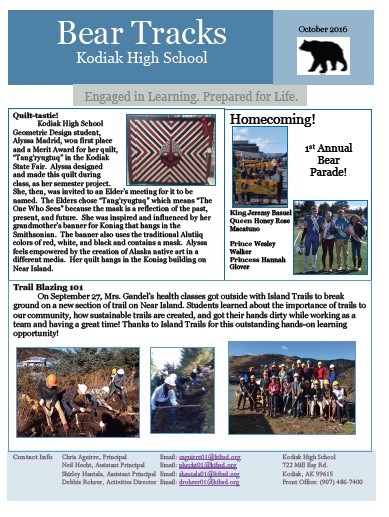 Bear Tracks
Kodiak High School
October 2016
Engaged in Learning. Prepared for Life.
Quilt-tastic!
Kodiak High School
Geometric Design student,
Alyssa Madrid, won first place
and a Merit Award for her quilt,
"Tang'ryugtuq" in the Kodiak
State Fair. Alyssa designed
and made this quilt during
class, as her semester project.
She, then, was invited to an Elder's meeting for it to be
named. The Elders chose "Tang'ryugtuq" which means "The
One Who Sees" because the mask is a reflection of the past,
present, and future. She was inspired and influenced by her
grandmother's banner for Koniag that hangs in the
Smithsonian. The banner also uses the traditional Alutiiq
colors of red, white, and black and contains a mask. Alyssa
feels empowered by the creation of Alaska native art in a
different media. Her quilt hangs in the Koniag building on
Near Island.
Homecoming!
1st Annual
Bear
Parade!
King Jeremy Basuel
Queen Honey Rose
Macatuno
Prince Wesley
Walker
Princess Hannah
Glover
Trail Blazing 101
On September 27, Mrs. Gandel's health classes got outside with Island Trails to break
ground on a new section of trail on Near Island. Students learned about the importance of trails to
our community, how sustainable trails are created, and got their hands dirty while working as a
team and having a great time! Thanks to Island Trails for this outstanding hands-on learning
opportunity!
Contact Info Chris Aguirre, Principal Email: caguirre01@kibsd.org Kodiak High School
Neil Hecht, Assistant Principal Email: nhecht01@kibsd.org 722 Mill Bay Rd.
Shirley Hautala, Assistant Principal Email: shautala01@kibsd.org Kodiak, AK 99615
Debbie Rohrer, Activities Director Email: drohrer01@kibsd.org Front Office: (907) 486-7400